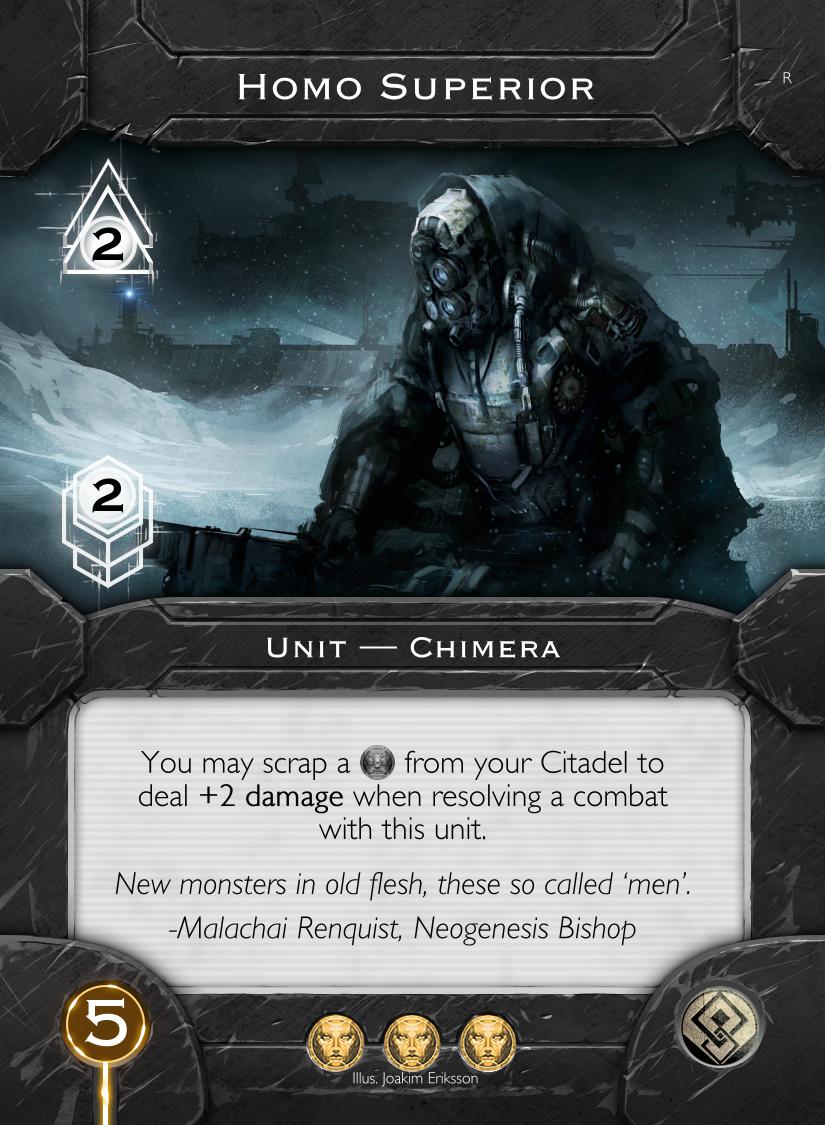 Homo Superior
R
2
2
Unit — Chimera
You may scrap a from your Citadel to
deal +2 damage when resolving a combat
with this unit.
New monsters in old flesh, these so called ‘men’.
-Malachai Renquist, Neogenesis Bishop
5
Illus. Joakim Eriksson